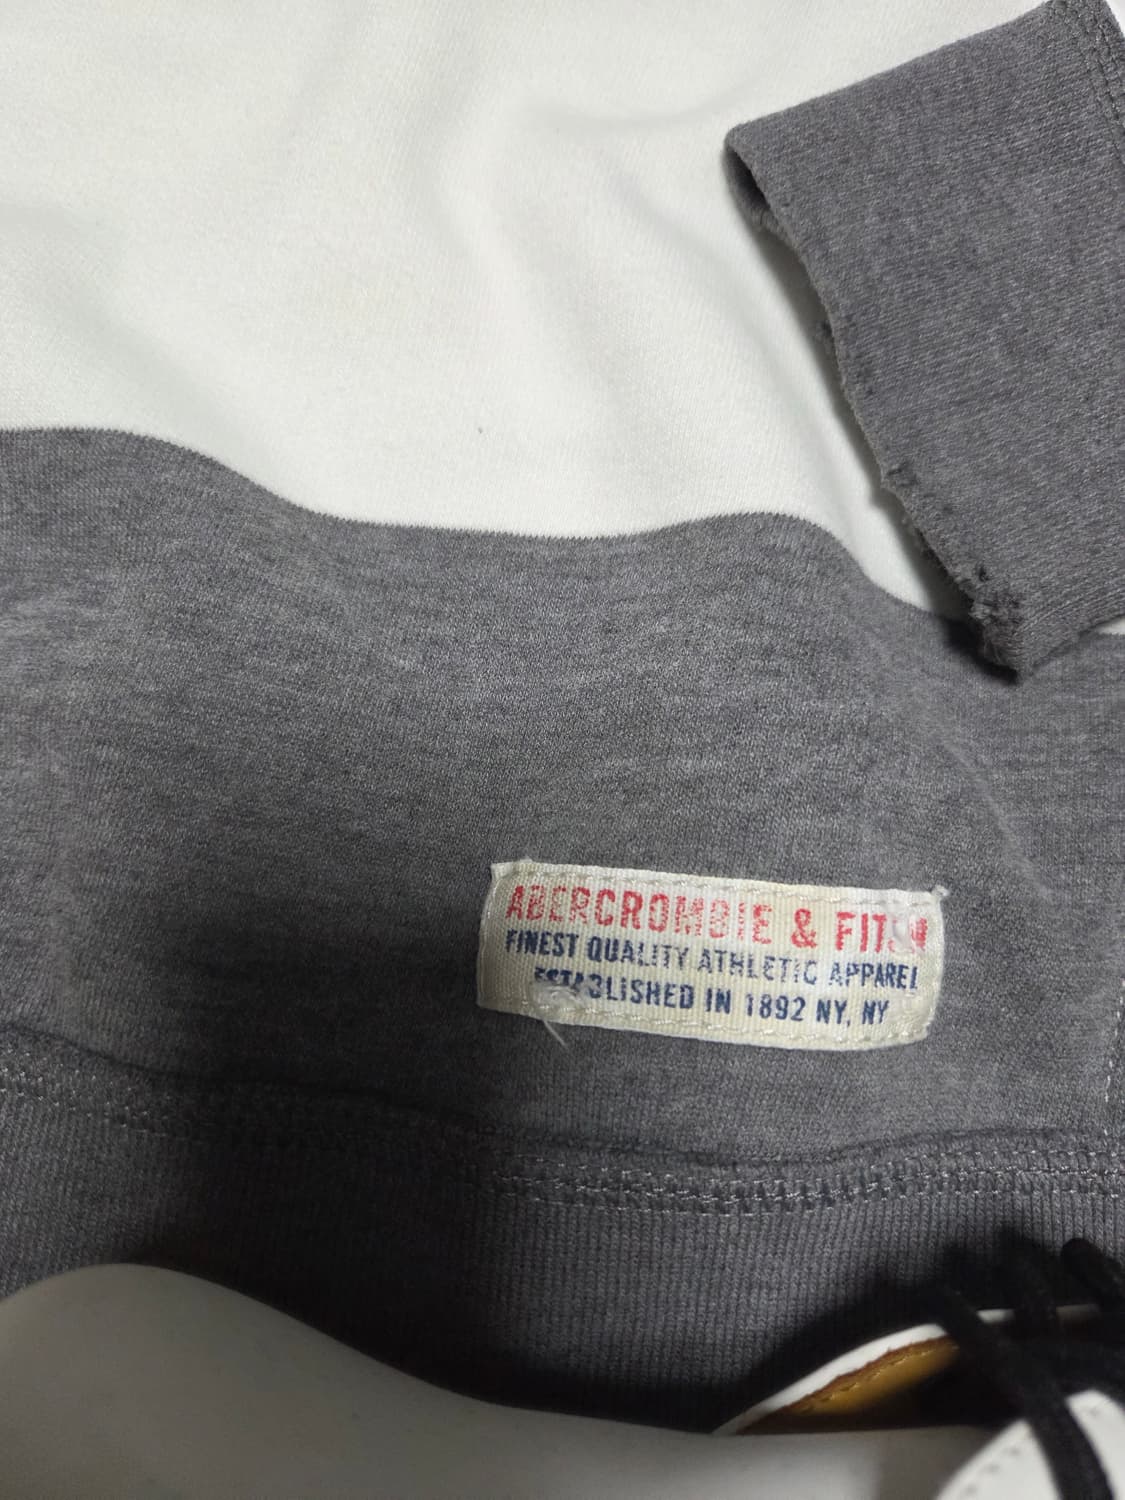 ABERCROMBIE & FITCH
FINEST QUALITY ATHLETIC APPAREL
ESTABLISHED IN 1892 NY, NY